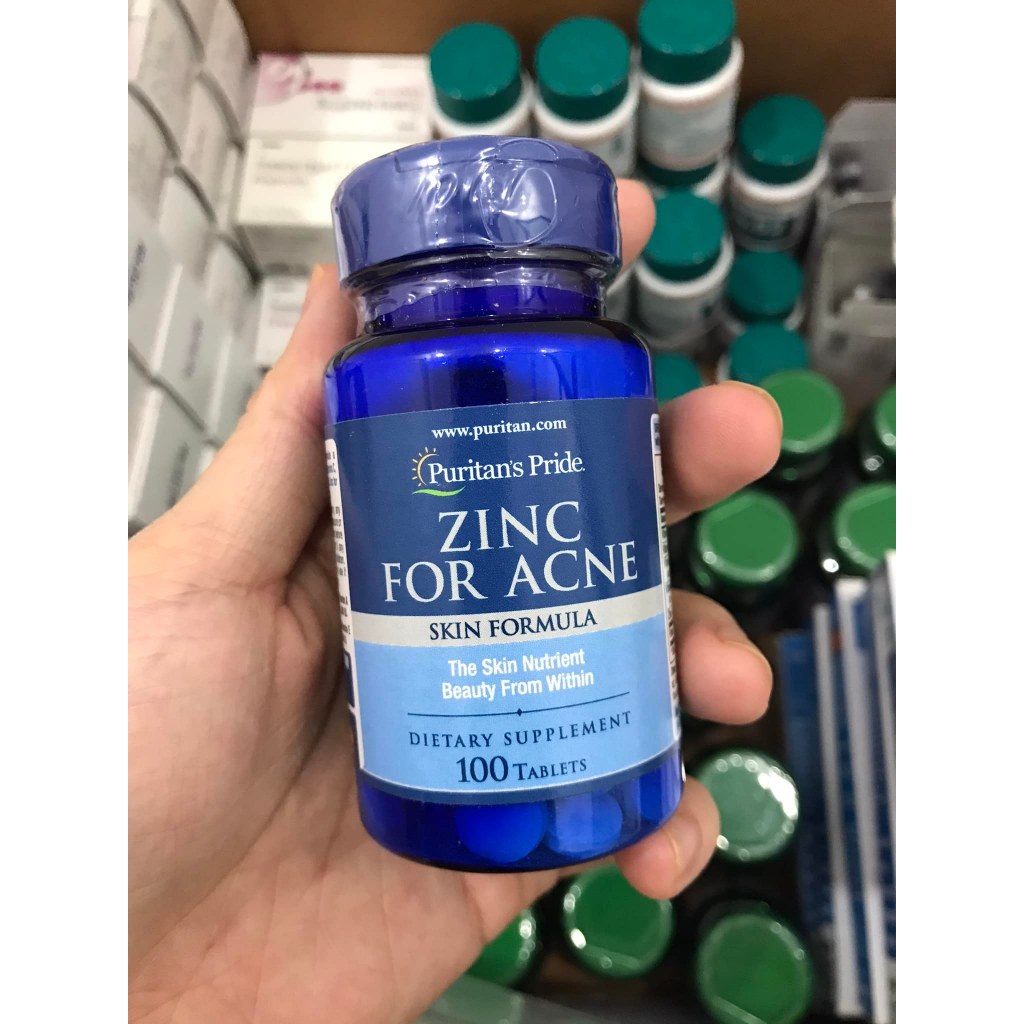 www.puritan.com
Puritan's Pride®
ZINC
FOR ACNE
SKIN FORMULA
The Skin Nutrient
Beauty From Within
DIETARY SUPPLEMENT
100 TABLETS